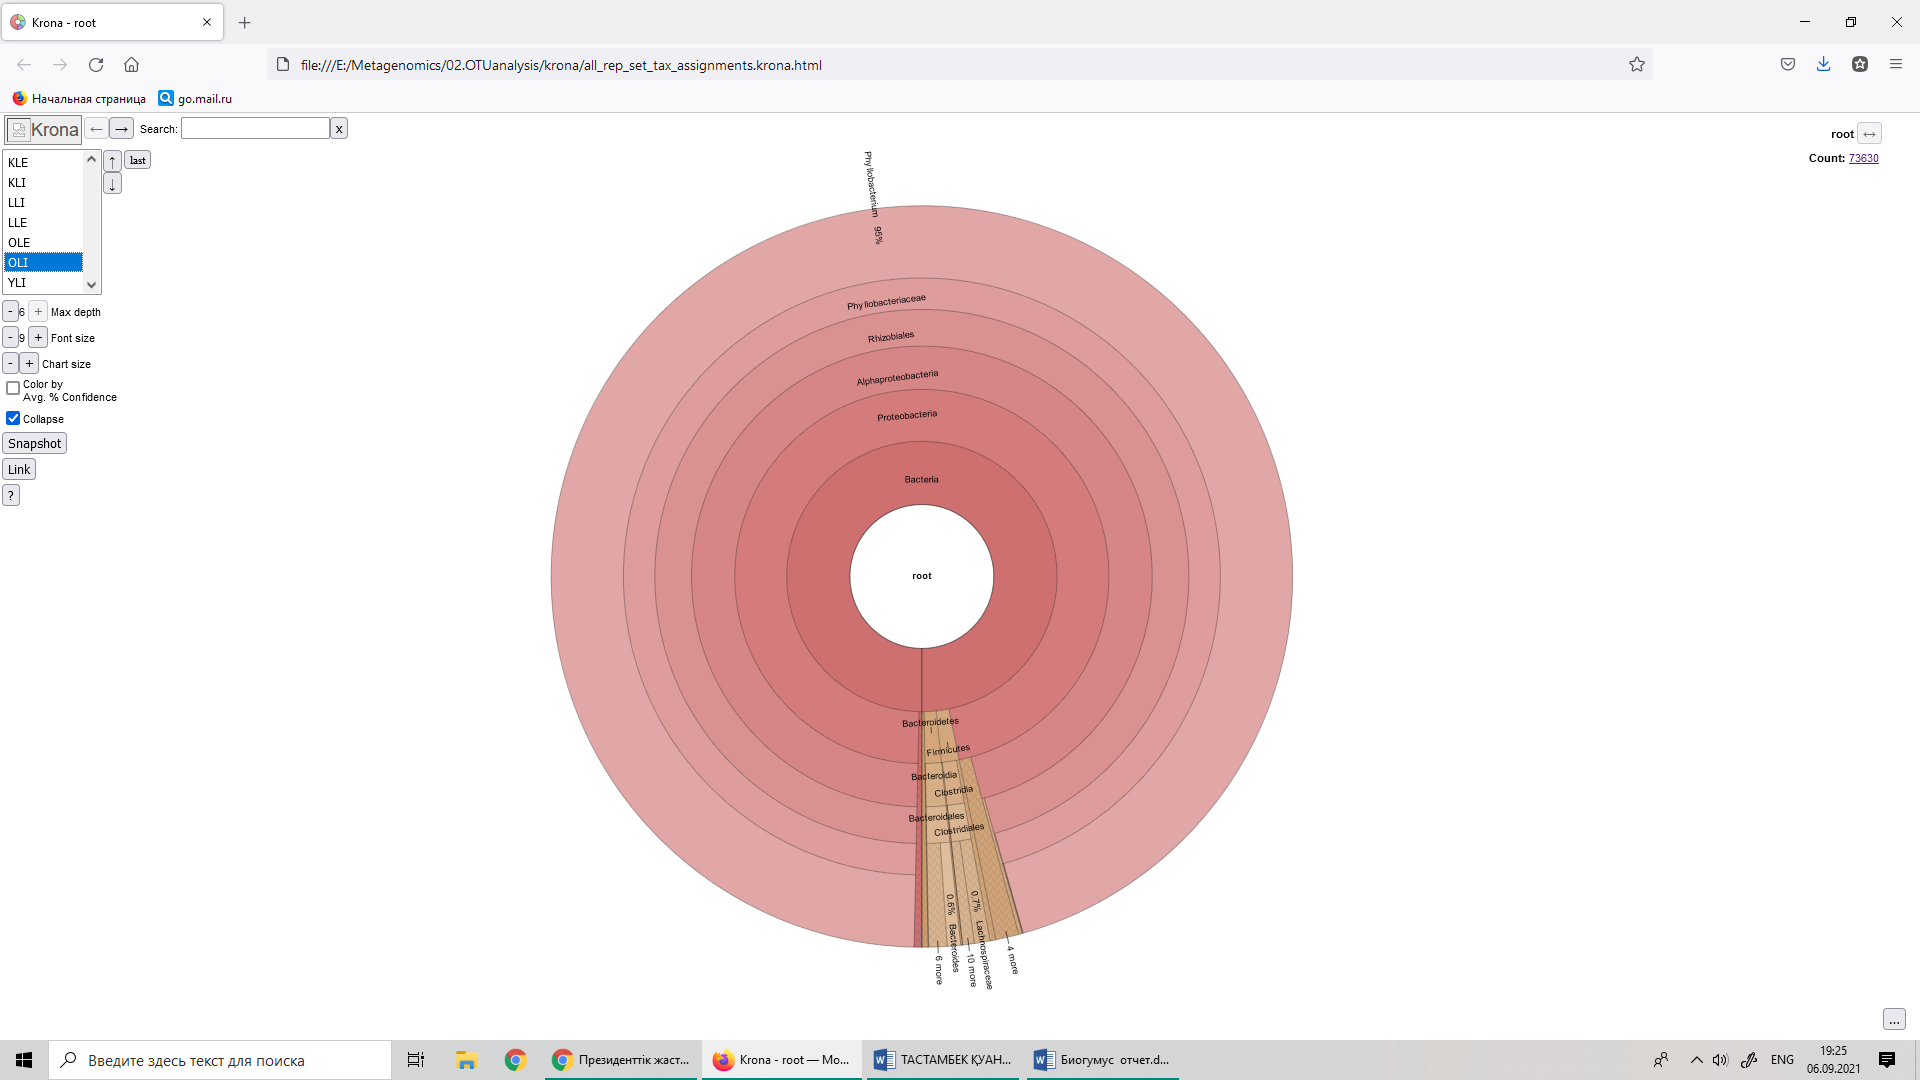 Krona - root
file:///E:/Metagenomics/02.OTUanalysis/krona/all_rep_set_tax_assignments.krona.html
Начальная страница
go.mail.ru
Krona
←
→
Search:
x
root ↔
Count: 73630
KLE
KLI
LLI
LLE
OLE
OLI
YLI
↑
last
↓
- 6 + Max depth
- 9 + Font size
- + Chart size
Color by
Avg. % Confidence
Collapse
Snapshot
Link
?
Phyllobacterium 95%
Phyllobacteriaceae
Rhizobiales
Alphaproteobacteria
Proteobacteria
Bacteria
root
Bacteroidetes
Firmicutes
Bacteroidia
Clostridia
Bacteroidales
Clostridiales
6 more
0.6% Bacteroides
10 more
0.7% Lachnospiraceae
4 more
...
Введите здесь текст для поиска
Президенттік жаст...
Krona - root — Mo...
ТАСТАМБЕК ҚУАН...
Биогумус отчет.d...
ENG
19:25
06.09.2021